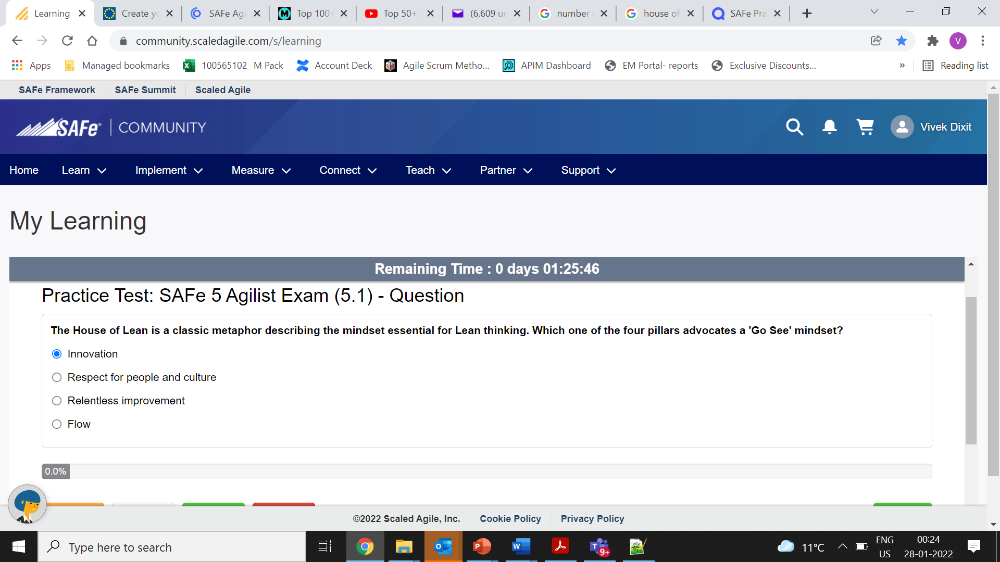 Learning
Create yo
SAFe Agi
Top 100+
Top 50+
(6,609 un
number
house of
SAFe Pra
community.scaledagile.com/s/learning
V
Apps
Managed bookmarks
100565102_ M Pack
Account Deck
Agile Scrum Metho...
APIM Dashboard
EM Portal- reports
Exclusive Discounts...
»
Reading list
SAFe Framework
SAFe Summit
Scaled Agile
SAFe® COMMUNITY
Vivek Dixit
Home
Learn
Implement
Measure
Connect
Teach
Partner
Support
My Learning
Remaining Time : 0 days 01:25:46
Practice Test: SAFe 5 Agilist Exam (5.1) - Question
The House of Lean is a classic metaphor describing the mindset essential for Lean thinking. Which one of the four pillars advocates a 'Go See' mindset?
Innovation
Respect for people and culture
Relentless improvement
Flow
0.0%
©2022 Scaled Agile, Inc.
Cookie Policy
Privacy Policy
Type here to search
9+
11°C
ENG
US
00:24
28-01-2022